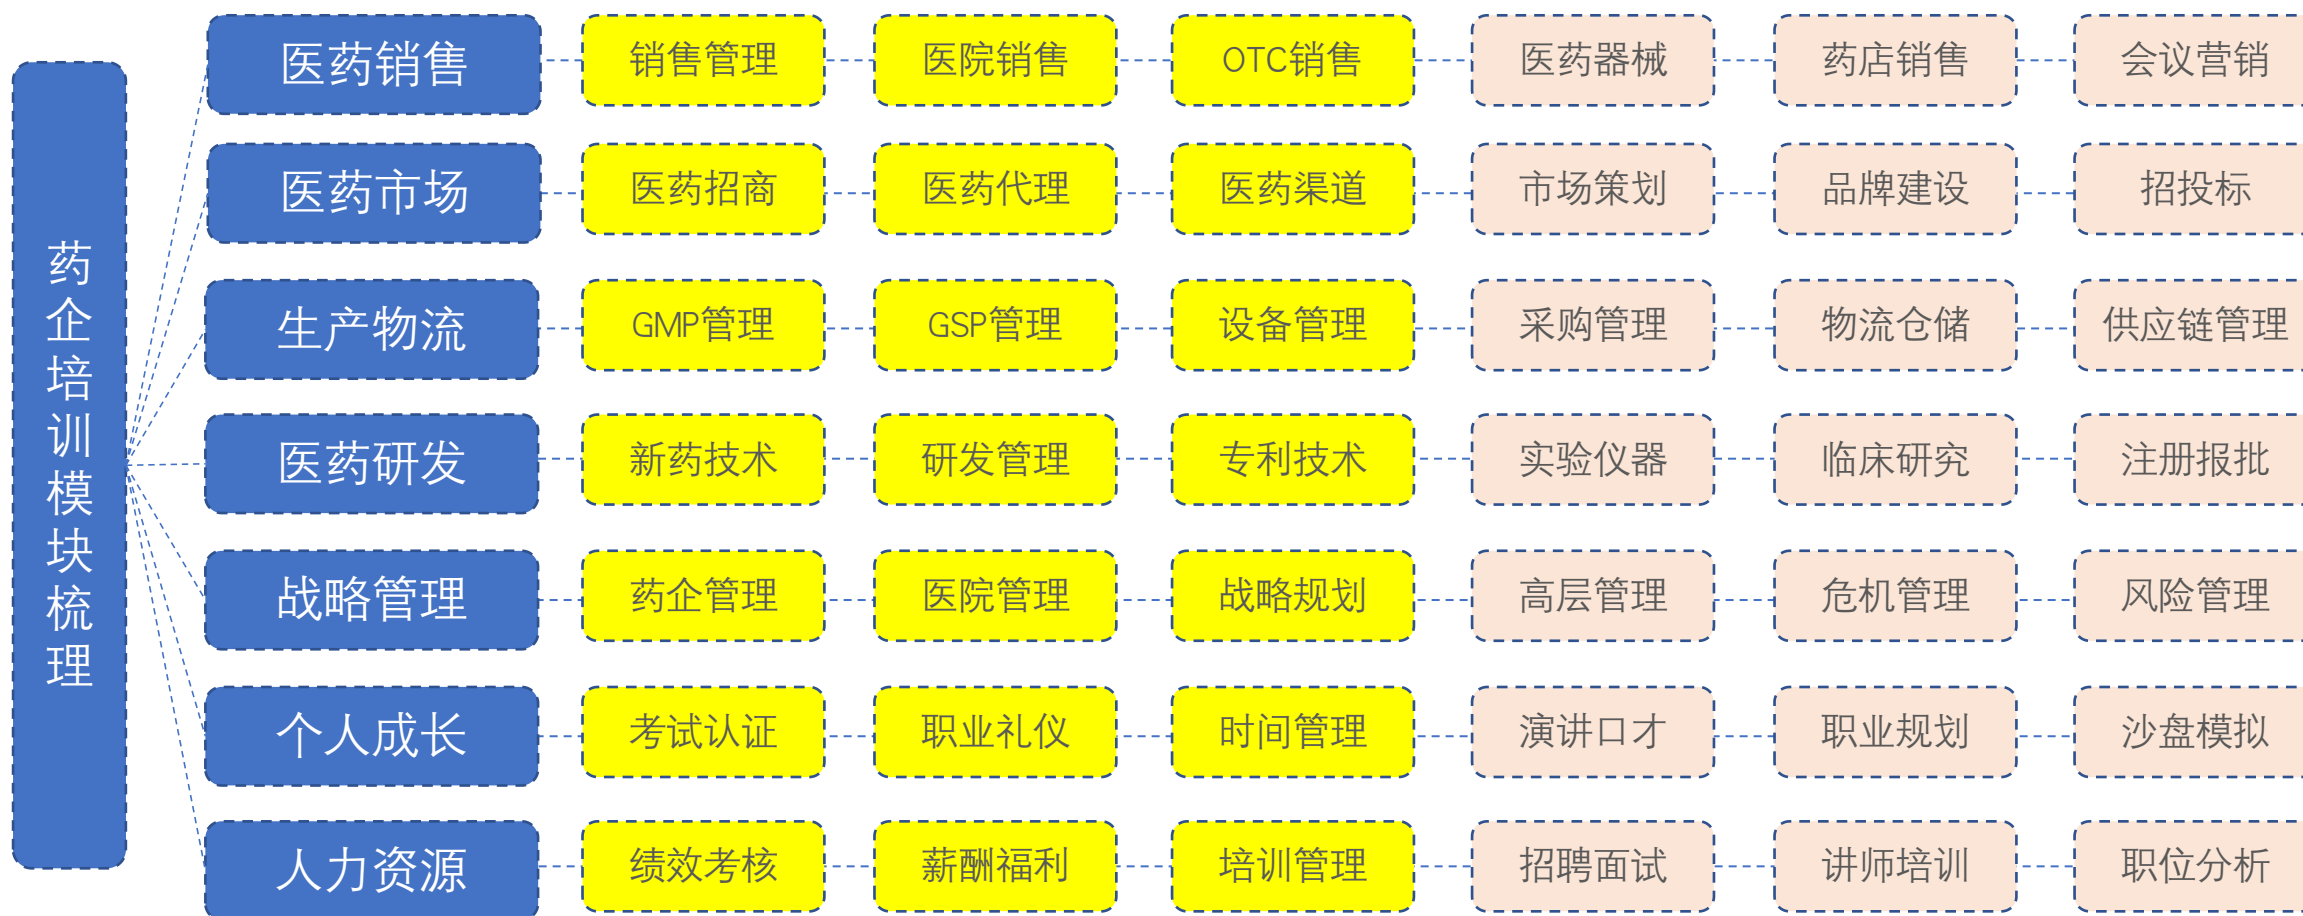 药企培训模块梳理
医药销售 销售管理 医院销售 OTC销售 医药器械 药店销售 会议营销
医药市场 医药招商 医药代理 医药渠道 市场策划 品牌建设 招投标
生产物流 GMP管理 GSP管理 设备管理 采购管理 物流仓储 供应链管理
医药研发 新药技术 研发管理 专利技术 实验仪器 临床研究 注册报批
战略管理 药企管理 医院管理 战略规划 高层管理 危机管理 风险管理
个人成长 考试认证 职业礼仪 时间管理 演讲口才 职业规划 沙盘模拟
人力资源 绩效考核 薪酬福利 培训管理 招聘面试 讲师培训 职位分析